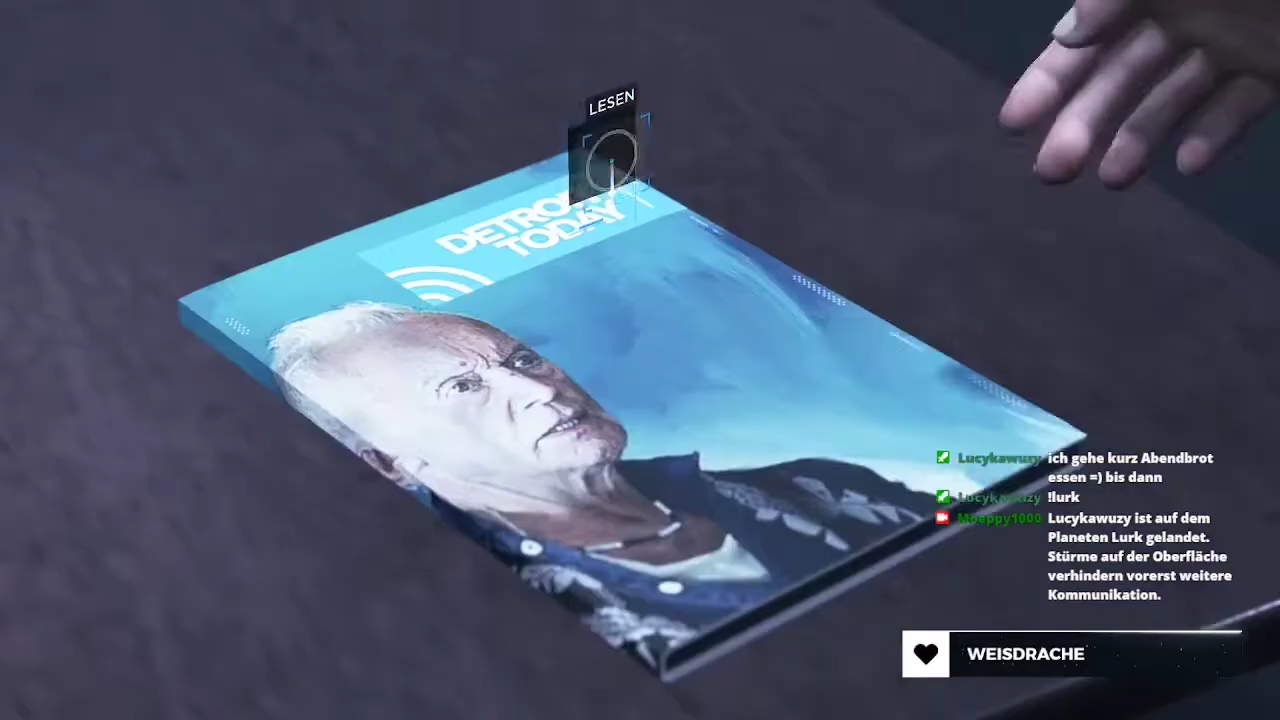 LESEN
DETROIT
TODAY
Lucykawuzy ich gehe kurz Abendbrot
essen =) bis dann
Lucykawuzy !lurk
Moeppy1000 Lucykawuzy ist auf dem
Planeten Lurk gelandet.
Stürme auf der Oberfläche
verhindern vorerst weitere
Kommunikation.
WEISDRACHE